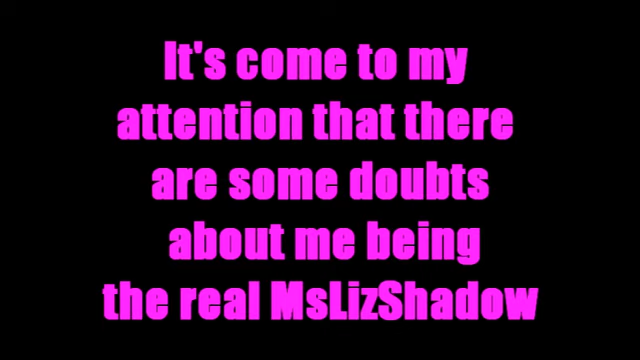 It's come to my
attention that there
are some doubts
about me being
the real MsLizShadow